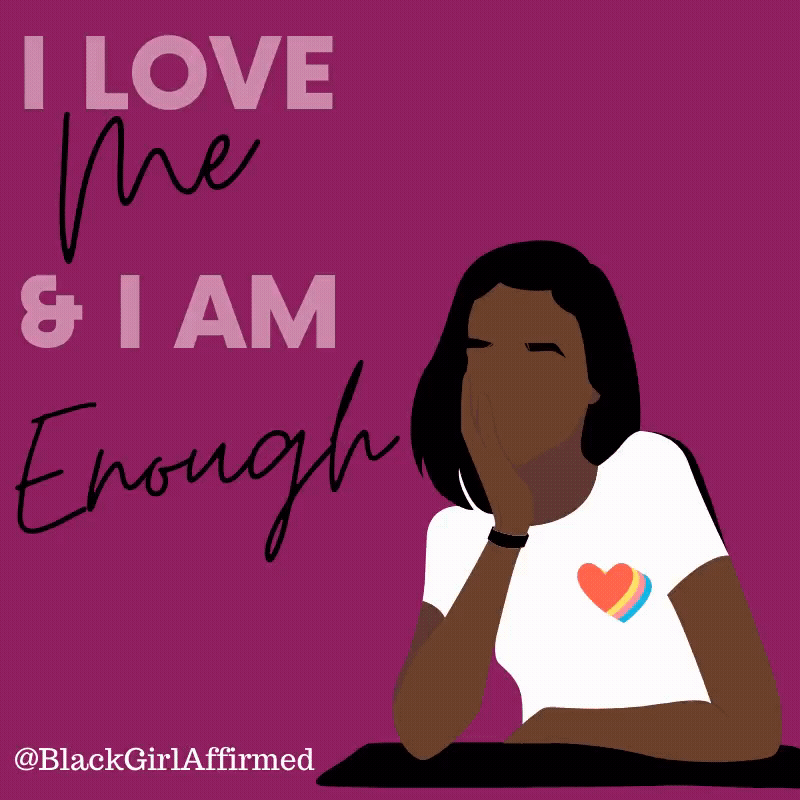 I LOVE
Me
& I AM
Enough
@BlackGirlAffirmed